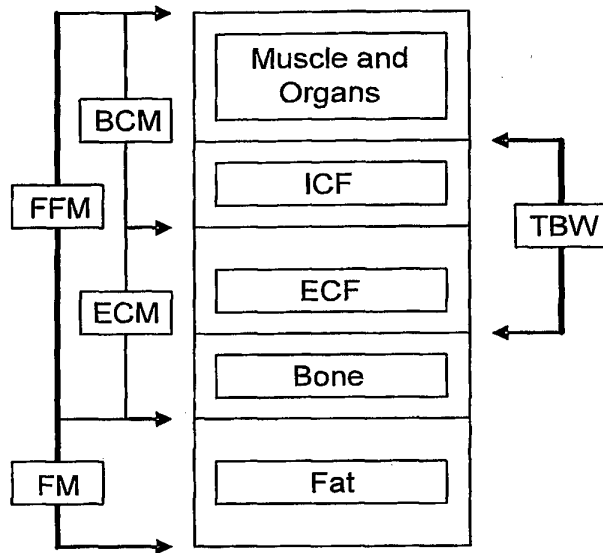 Muscle and
Organs
BCM
ICF
FFM
TBW
ECF
ECM
Bone
FM
Fat